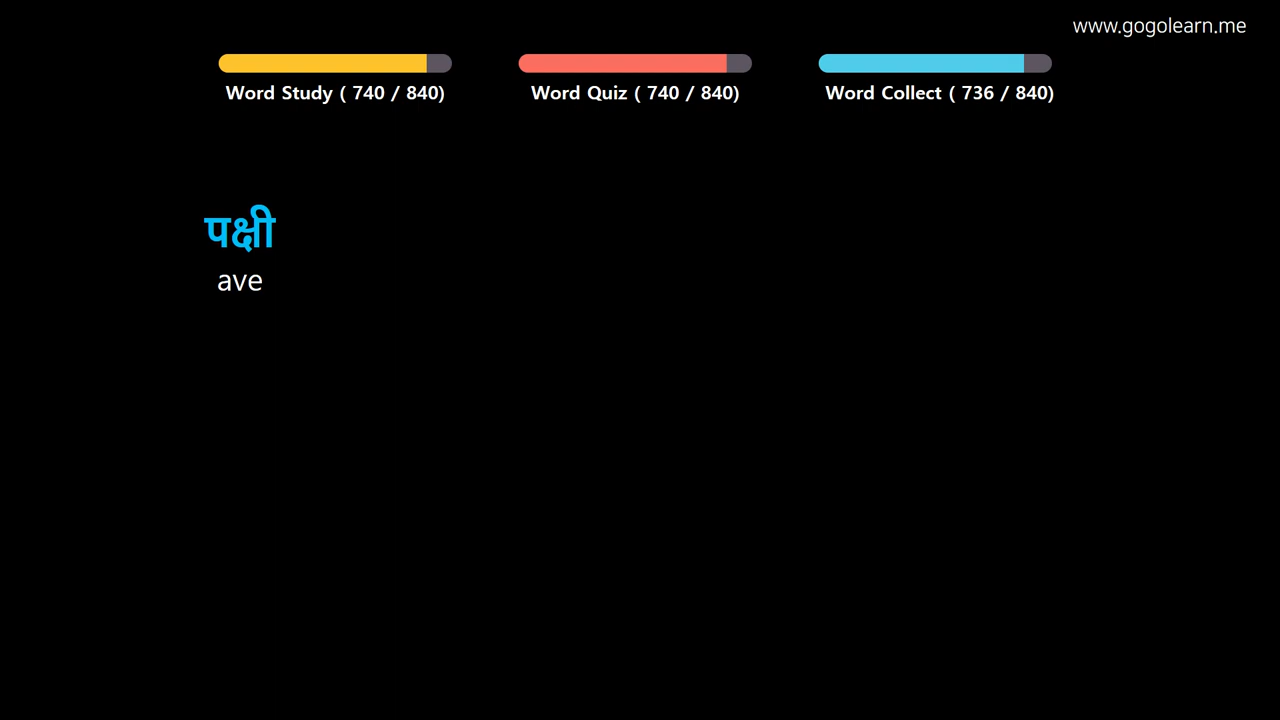 www.gogolearn.me
Word Study ( 740 / 840)
Word Quiz ( 740 / 840)
Word Collect ( 736 / 840)
पक्षी
ave